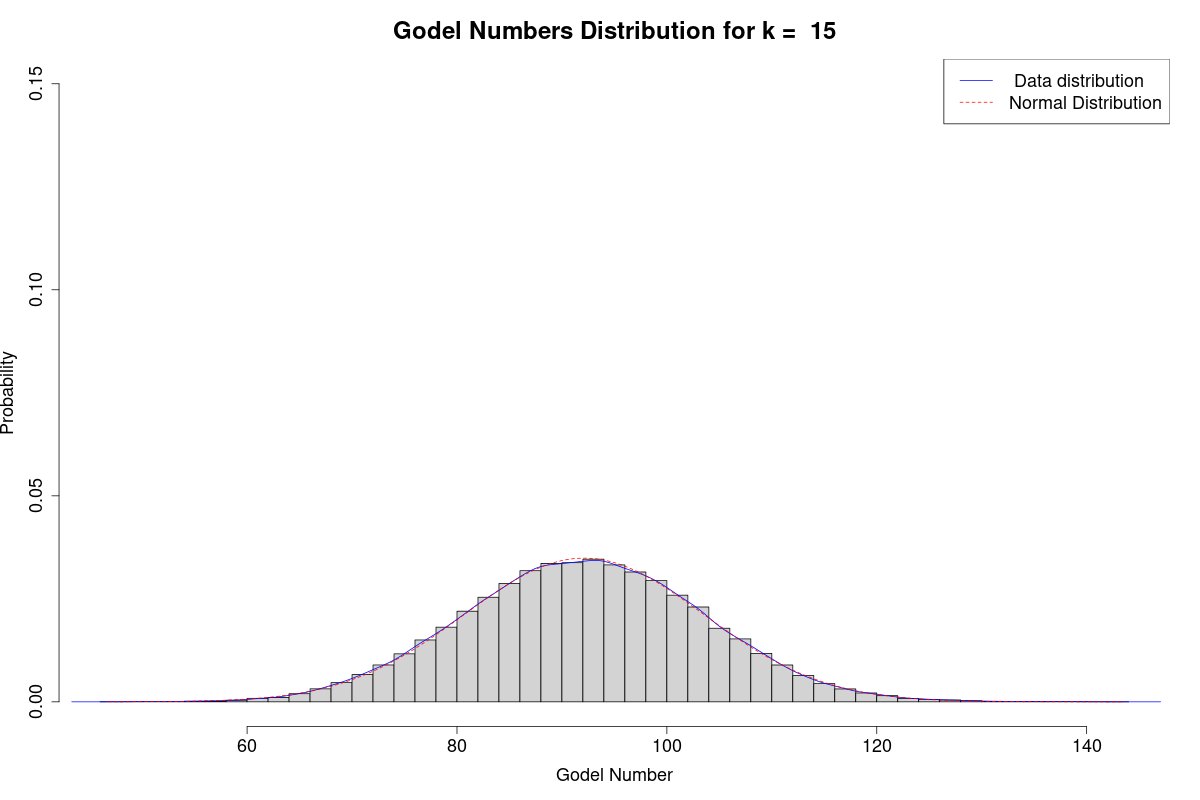 Godel Numbers Distribution for k =  15
Data distribution
Normal Distribution
0.15
0.10
0.05
0.00
Probability
60 80 100 120 140
Godel Number